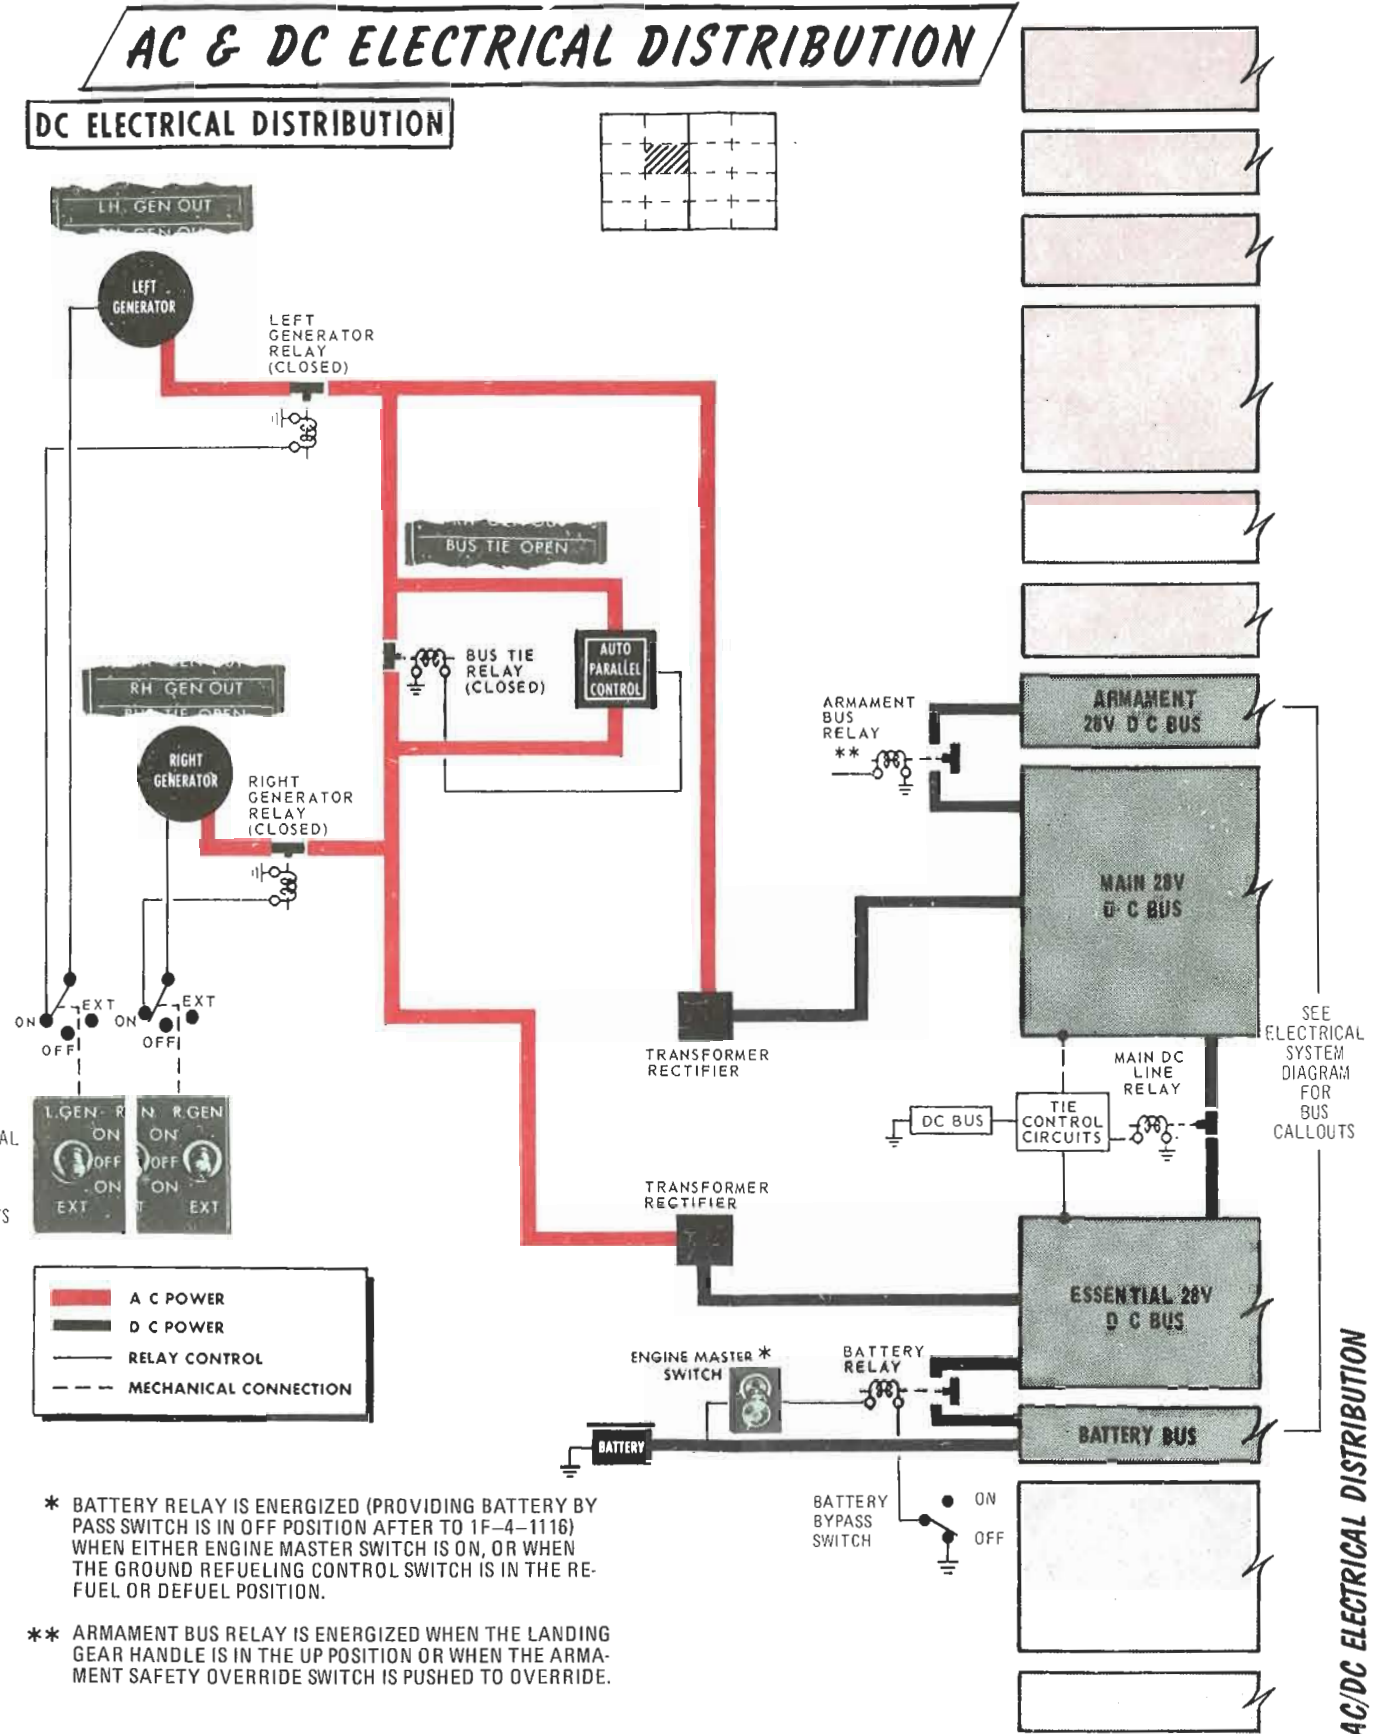 AC & DC ELECTRICAL DISTRIBUTION
DC ELECTRICAL DISTRIBUTION
LH GEN OUT
GEN OUT
LEFT
GENERATOR
LEFT
GENERATOR
RELAY
(CLOSED)
BUS TIE OPEN
AUTO
PARALLEL
CONTROL
BUS TIE
RELAY
(CLOSED)
RH GEN OUT
BUS TIE OPEN
RIGHT
GENERATOR
RIGHT
GENERATOR
RELAY
(CLOSED)
ARMAMENT
BUS
RELAY
**
ARMAMENT
28V D C BUS
MAIN 28V
D C BUS
ON
OFF
EXT
ON
OFF
EXT
L.GEN R
ON
OFF
ON
EXT
N R.GEN
ON
OFF
ON
T EXT
AL
TRANSFORMER
RECTIFIER
MAIN DC
LINE
RELAY
DC BUS
TIE
CONTROL
CIRCUITS
SEE
ELECTRICAL
SYSTEM
DIAGRAM
FOR
BUS
CALLOUTS
TRANSFORMER
RECTIFIER
ESSENTIAL 28V
D C BUS
A C POWER
D C POWER
RELAY CONTROL
MECHANICAL CONNECTION
ENGINE MASTER *
SWITCH
BATTERY
RELAY
BATTERY
BATTERY BUS
BATTERY
BYPASS
SWITCH
ON
OFF
* BATTERY RELAY IS ENERGIZED (PROVIDING BATTERY BY
PASS SWITCH IS IN OFF POSITION AFTER TO 1F-4-1116)
WHEN EITHER ENGINE MASTER SWITCH IS ON, OR WHEN
THE GROUND REFUELING CONTROL SWITCH IS IN THE RE-
FUEL OR DEFUEL POSITION.
** ARMAMENT BUS RELAY IS ENERGIZED WHEN THE LANDING
GEAR HANDLE IS IN THE UP POSITION OR WHEN THE ARMA-
MENT SAFETY OVERRIDE SWITCH IS PUSHED TO OVERRIDE.
AC/DC ELECTRICAL DISTRIBUTION